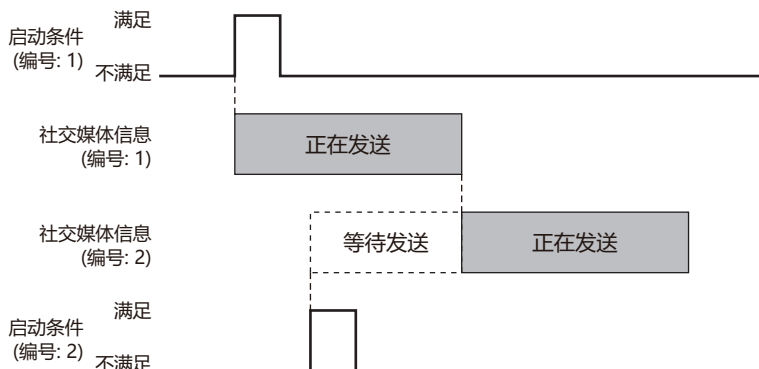 满足
启动条件
(编号: 1)
不满足
社交媒体信息
(编号: 1)
正在发送
社交媒体信息
(编号: 2)
等待发送
正在发送
满足
启动条件
(编号: 2)
不满足